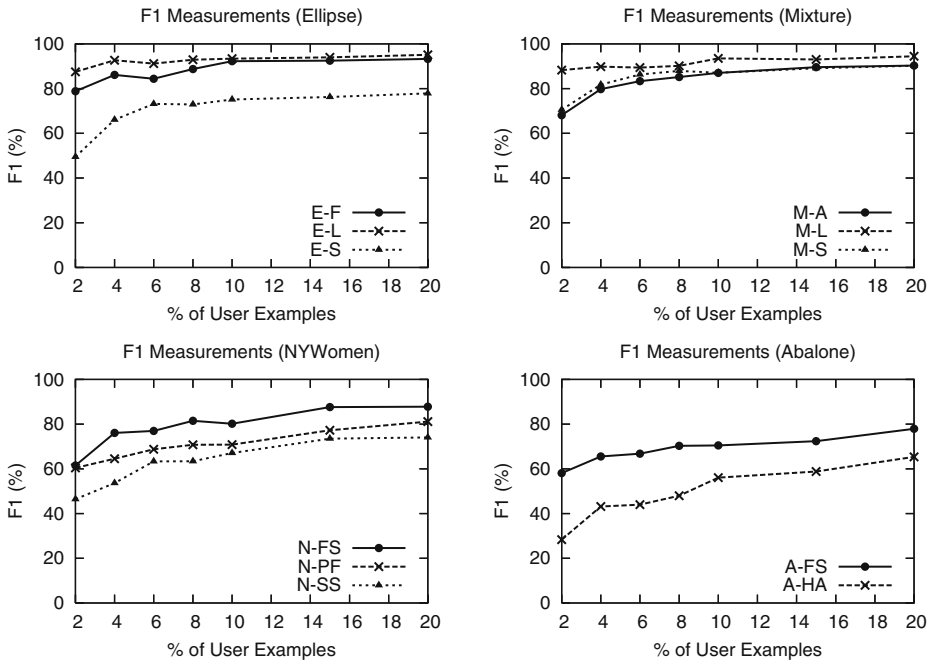 F1 Measurements (Ellipse)
F1 (%)
100
80
60
40
20
0
E-F
E-L
E-S
2 4 6 8 10 12 14 16 18 20
% of User Examples
F1 Measurements (Mixture)
F1 (%)
100
80
60
40
20
0
M-A
M-L
M-S
2 4 6 8 10 12 14 16 18 20
% of User Examples
F1 Measurements (NYWomen)
F1 (%)
100
80
60
40
20
0
N-FS
N-PF
N-SS
2 4 6 8 10 12 14 16 18 20
% of User Examples
F1 Measurements (Abalone)
F1 (%)
100
80
60
40
20
0
A-FS
A-HA
2 4 6 8 10 12 14 16 18 20
% of User Examples